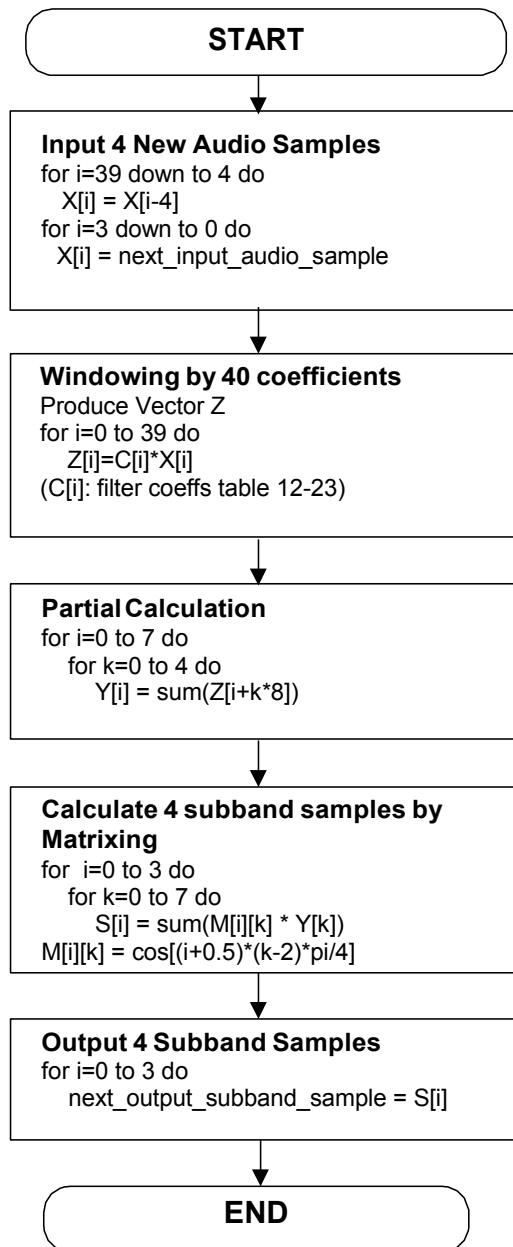 START
Input 4 New Audio Samples
for i=39 down to 4 do
X[i] = X[i-4]
for i=3 down to 0 do
X[i] = next_input_audio_sample
Windowing by 40 coefficients
Produce Vector Z
for i=0 to 39 do
Z[i]=C[i]*X[i]
(C[i]: filter coeffs table 12-23)
Partial Calculation
for i=0 to 7 do
for k=0 to 4 do
Y[i] = sum(Z[i+k*8])
Calculate 4 subband samples by
Matrixing
for i=0 to 3 do
for k=0 to 7 do
S[i] = sum(M[i][k] * Y[k])
M[i][k] = cos[(i+0.5)*(k-2)*pi/4]
Output 4 Subband Samples
for i=0 to 3 do
next_output_subband_sample = S[i]
END